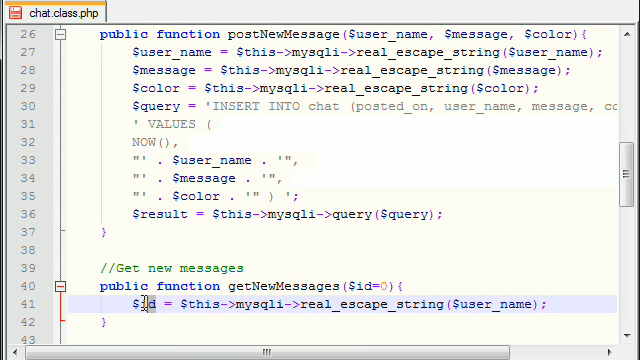 chat.class.php
26 public function postNewMessage($user_name, $message, $color){
27 $user_name = $this->mysqli->real_escape_string($user_name);
28 $message = $this->mysqli->real_escape_string($message);
29 $color = $this->mysqli->real_escape_string($color);
30 $query = 'INSERT INTO chat (posted_on, user_name, message, co
31 ' VALUES (
32 NOW(),
33 "' . $user_name . '",
34 "' . $message . '",
35 "' . $color . '" ) ';
36 $result = $this->mysqli->query($query);
37 }
38
39 //Get new messages
40 public function getNewMessages($id=0){
41 $id = $this->mysqli->real_escape_string($user_name);
42 }
43